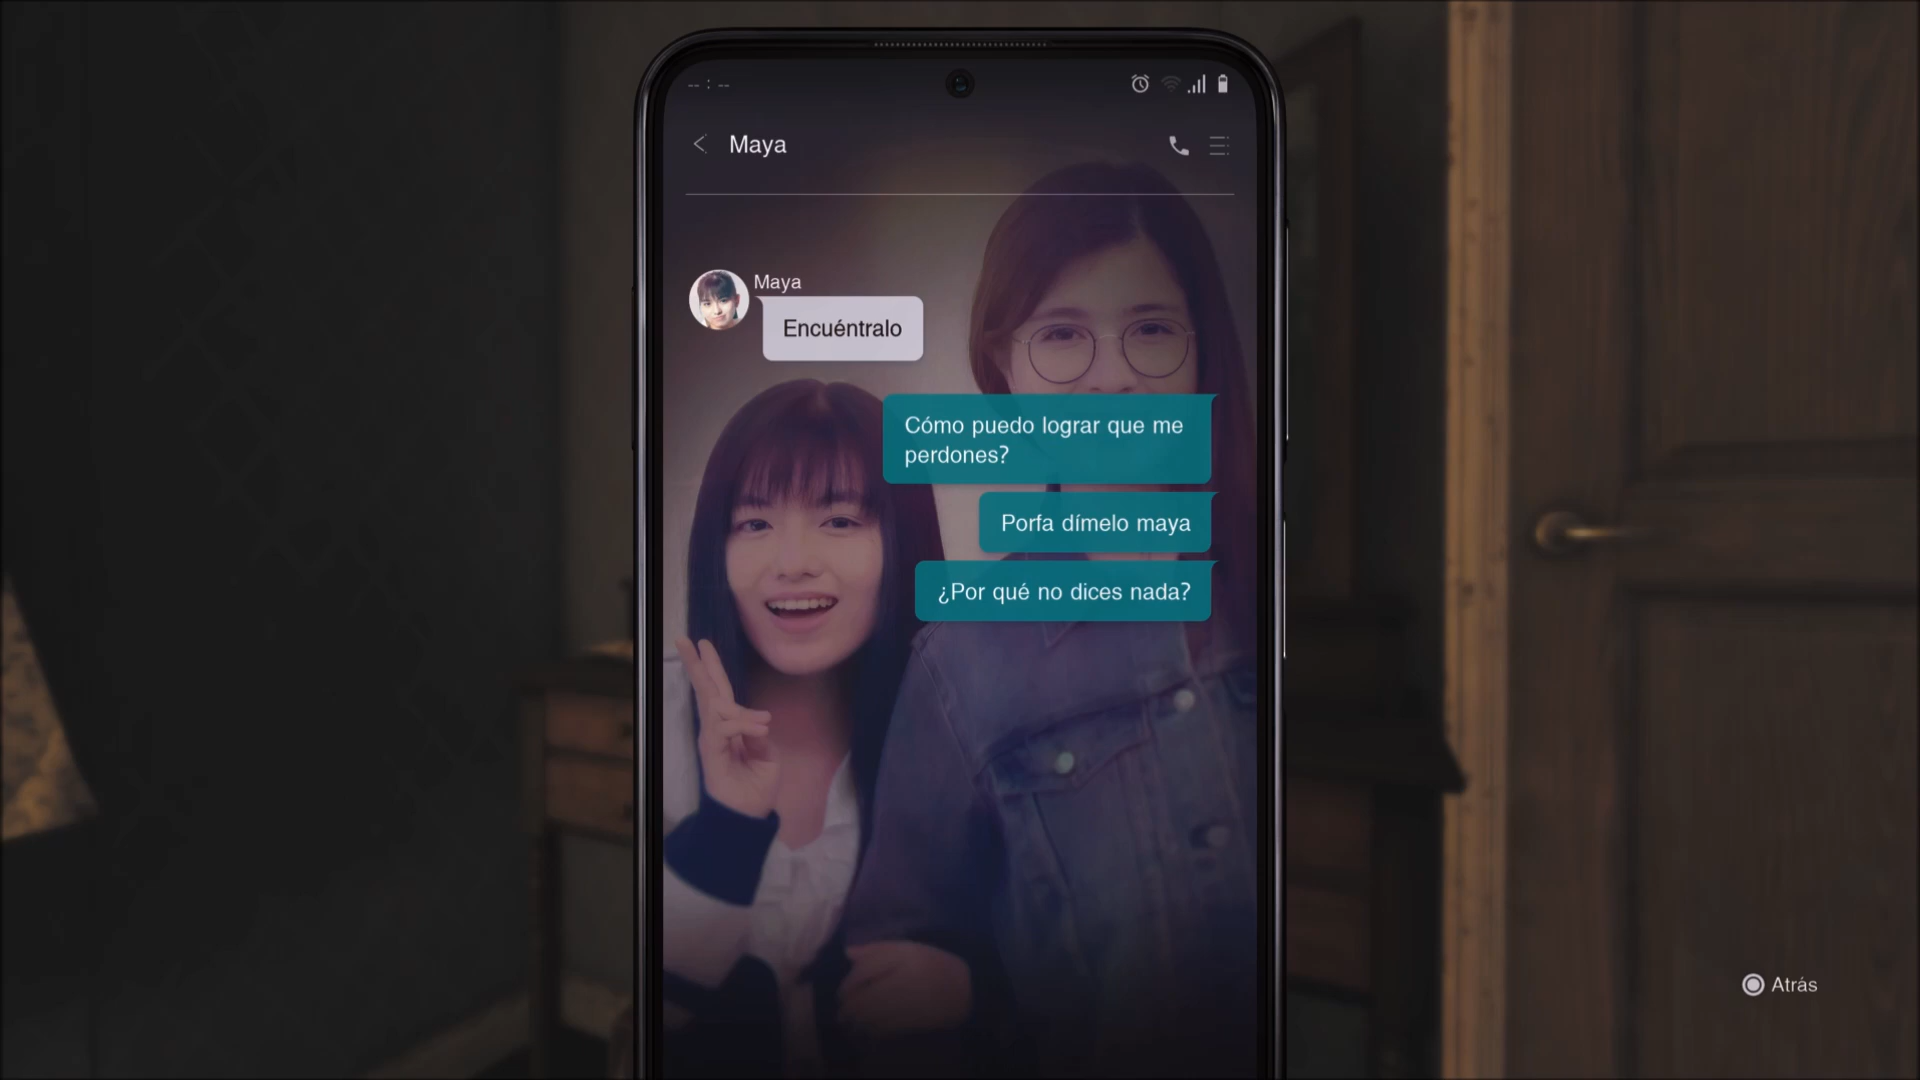 -- : --
Maya
Maya
Encuéntralo
Cómo puedo lograr que me
perdones?
Porfa dímelo maya
¿Por qué no dices nada?
Atrás